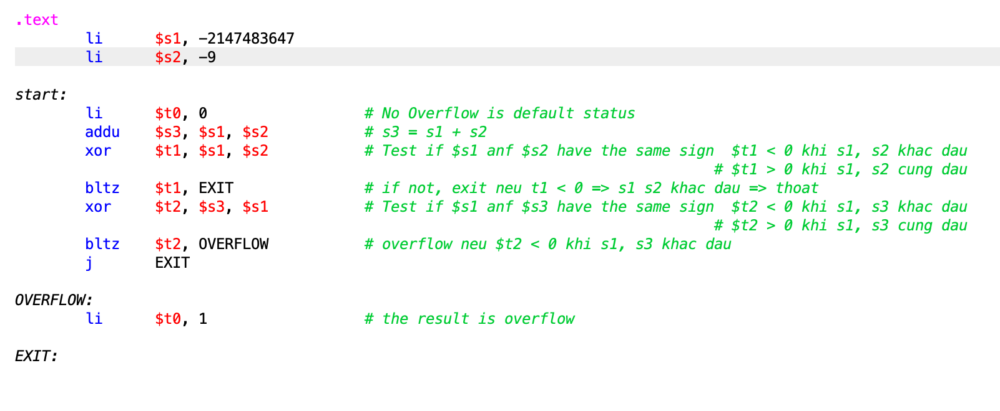 .text
li $s1, -2147483647
li $s2, -9
start:
li $t0, 0 # No Overflow is default status
addu $s3, $s1, $s2 # s3 = s1 + s2
xor $t1, $s1, $s2 # Test if $s1 anf $s2 have the same sign $t1 < 0 khi s1, s2 khac dau
# $t1 > 0 khi s1, s2 cung dau
bltz $t1, EXIT # if not, exit neu t1 < 0 => s1 s2 khac dau => thoat
xor $t2, $s3, $s1 # Test if $s1 anf $s3 have the same sign $t2 < 0 khi s1, s3 khac dau
# $t2 > 0 khi s1, s3 cung dau
bltz $t2, OVERFLOW # overflow neu $t2 < 0 khi s1, s3 khac dau
j EXIT
OVERFLOW:
li $t0, 1 # the result is overflow
EXIT: